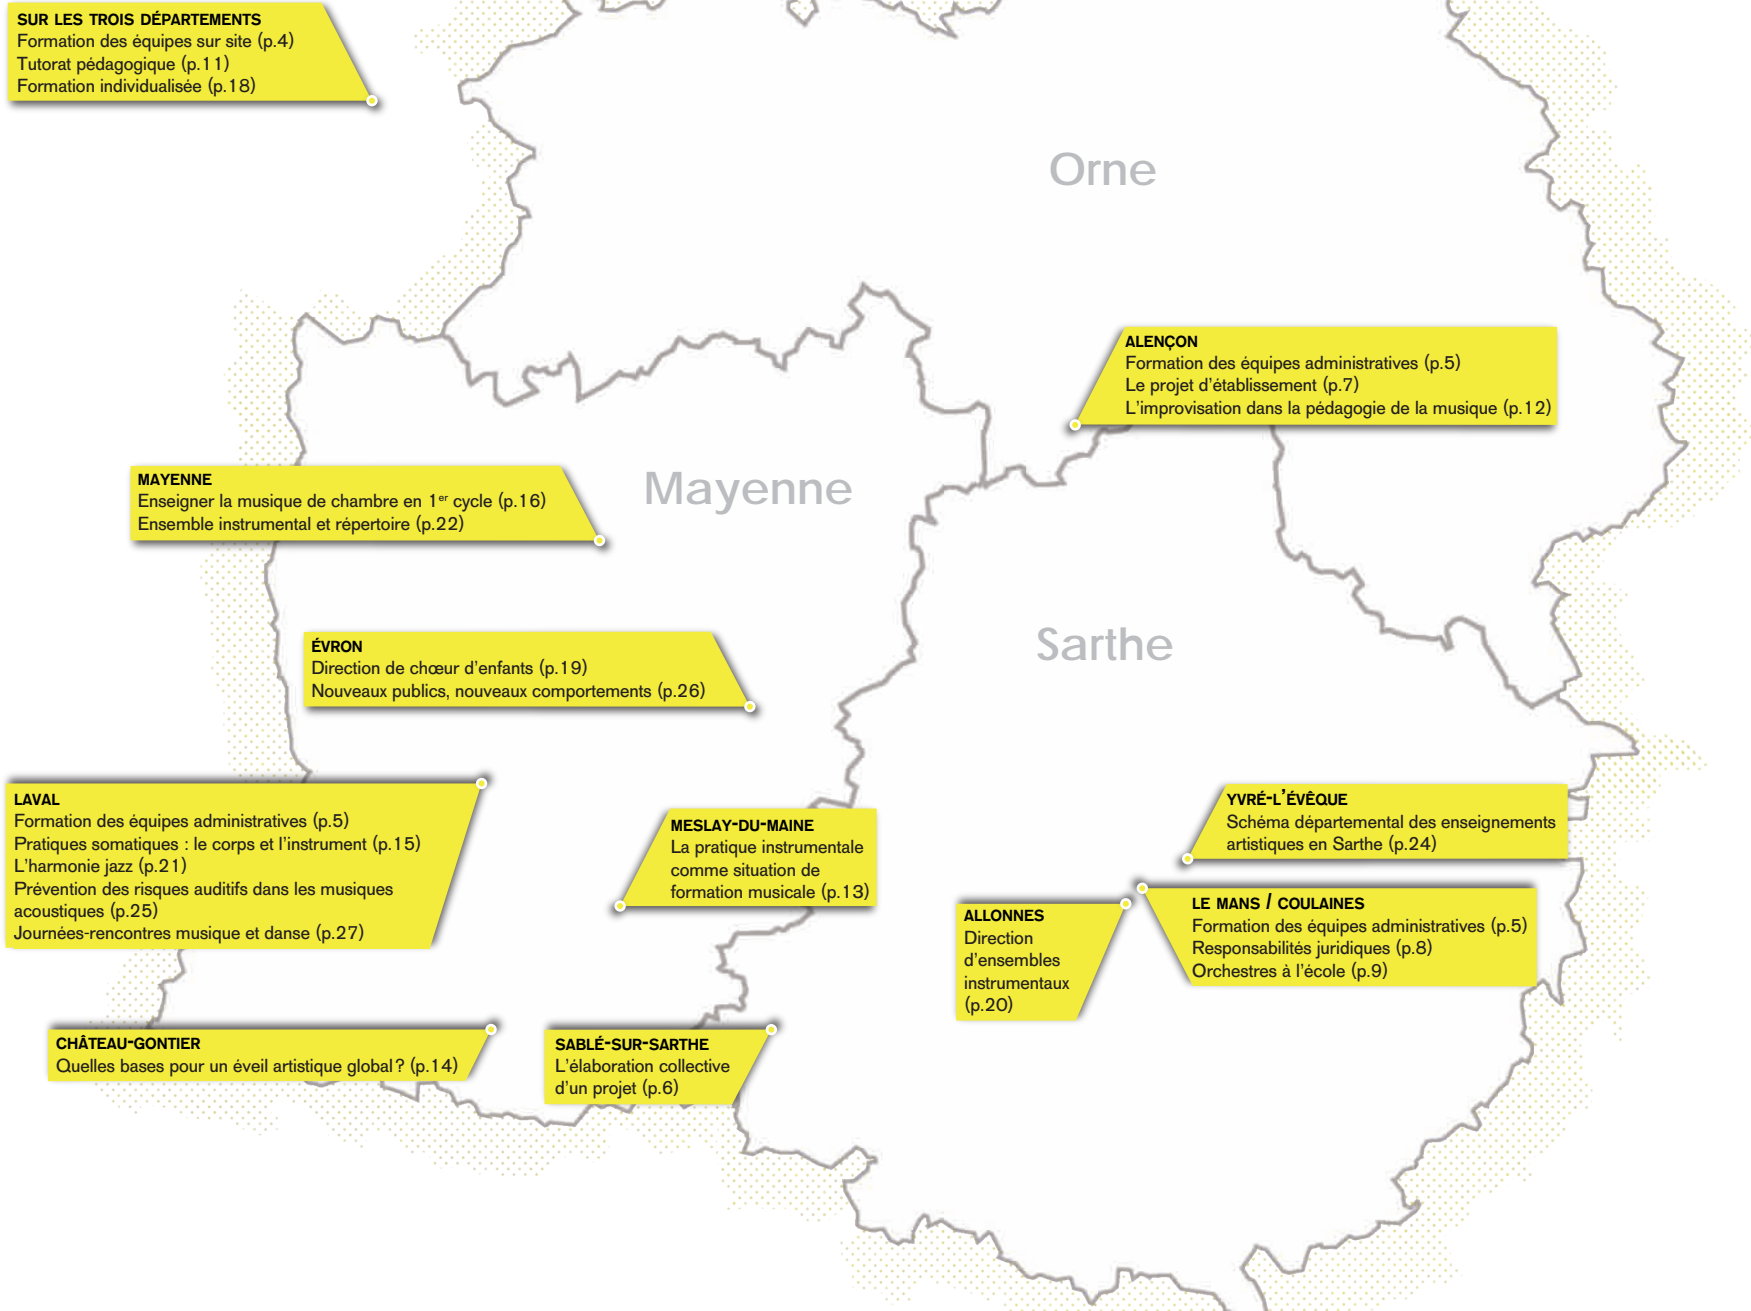 SUR LES TROIS DÉPARTEMENTS
Formation des équipes sur site (p.4)
Tutorat pédagogique (p.11)
Formation individualisée (p.18)
Orne
ALENÇON
Formation des équipes administratives (p.5)
Le projet d'établissement (p.7)
L'improvisation dans la pédagogie de la musique (p.12)
MAYENNE
Enseigner la musique de chambre en 1er cycle (p.16)
Ensemble instrumental et répertoire (p.22)
Mayenne
Sarthe
ÉVRON
Direction de chœur d'enfants (p.19)
Nouveaux publics, nouveaux comportements (p.26)
LAVAL
Formation des équipes administratives (p.5)
Pratiques somatiques : le corps et l'instrument (p.15)
L'harmonie jazz (p.21)
Prévention des risques auditifs dans les musiques
acoustiques (p.25)
Journées-rencontres musique et danse (p.27)
MESLAY-DU-MAINE
La pratique instrumentale
comme situation de
formation musicale (p.13)
YVRÉ-L'ÉVÊQUE
Schéma départemental des enseignements
artistiques en Sarthe (p.24)
ALLONNES
Direction
d'ensembles
instrumentaux
(p.20)
LE MANS / COULAINES
Formation des équipes administratives (p.5)
Responsabilités juridiques (p.8)
Orchestres à l'école (p.9)
CHÂTEAU-GONTIER
Quelles bases pour un éveil artistique global ? (p.14)
SABLÉ-SUR-SARTHE
L'élaboration collective
d'un projet (p.6)